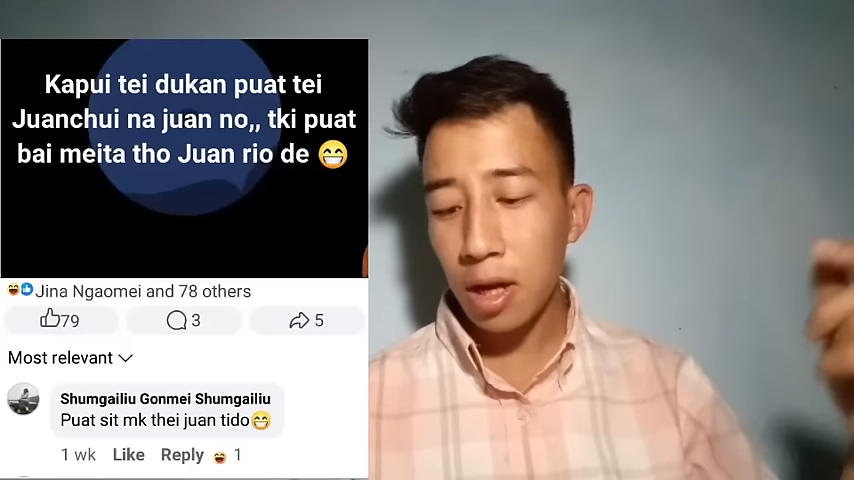 Kapui tei dukan puat tei
Juanchui na juan no,, tki puat
bai meita tho Juan rio de 😁
Jina Ngaomei and 78 others
79 3 5
Most relevant
Shumgailiu Gonmei Shumgailiu
Puat sit mk thei juan tido😁
1 wk Like Reply 1